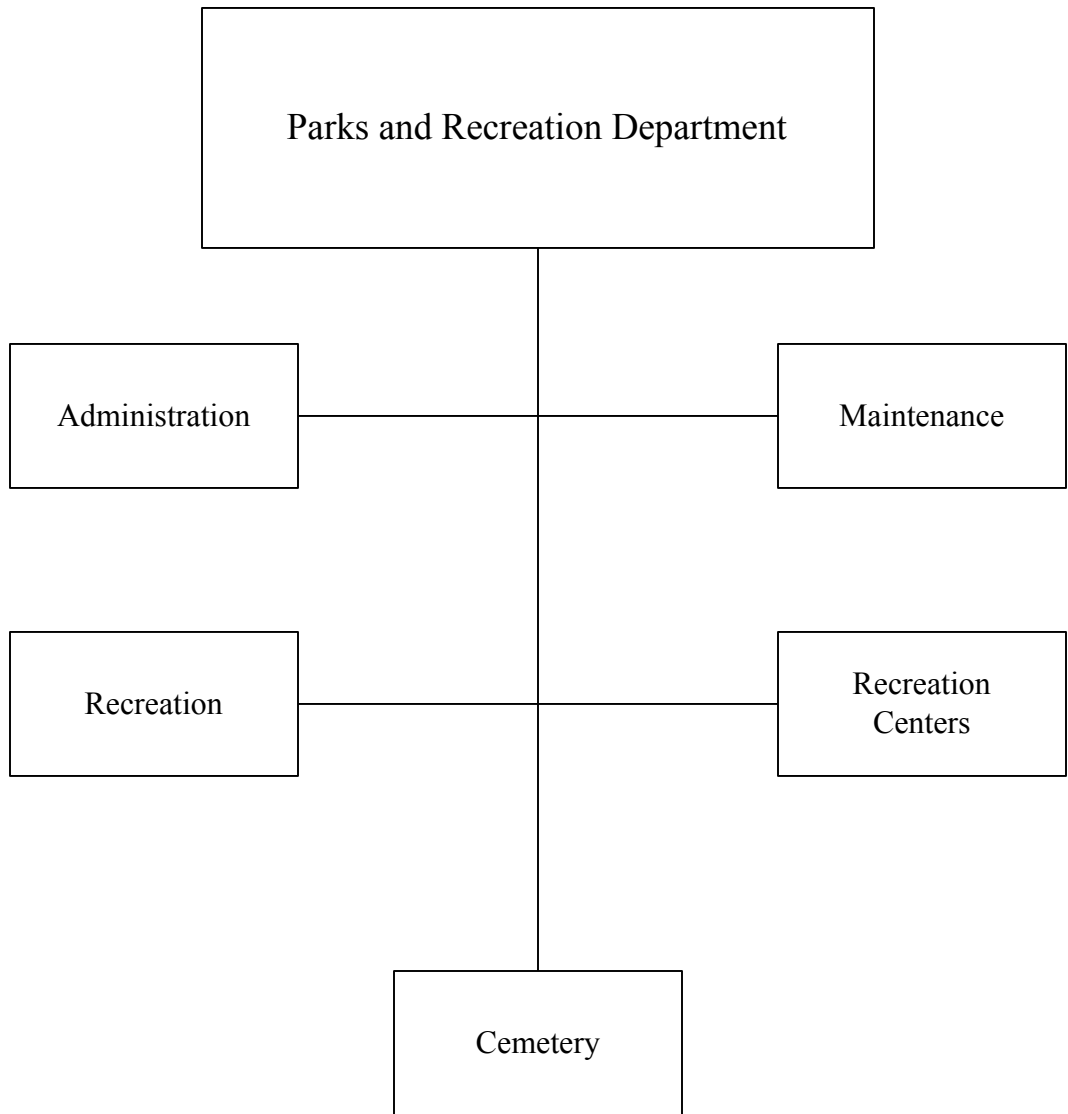 Parks and Recreation Department
Administration
Maintenance
Recreation
Recreation
Centers
Cemetery